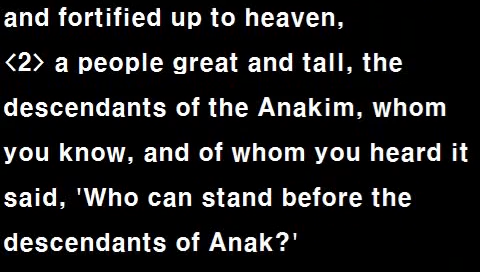 and fortified up to heaven,
<2> a people great and tall, the
descendants of the Anakim, whom
you know, and of whom you heard it
said, 'Who can stand before the
descendants of Anak?'